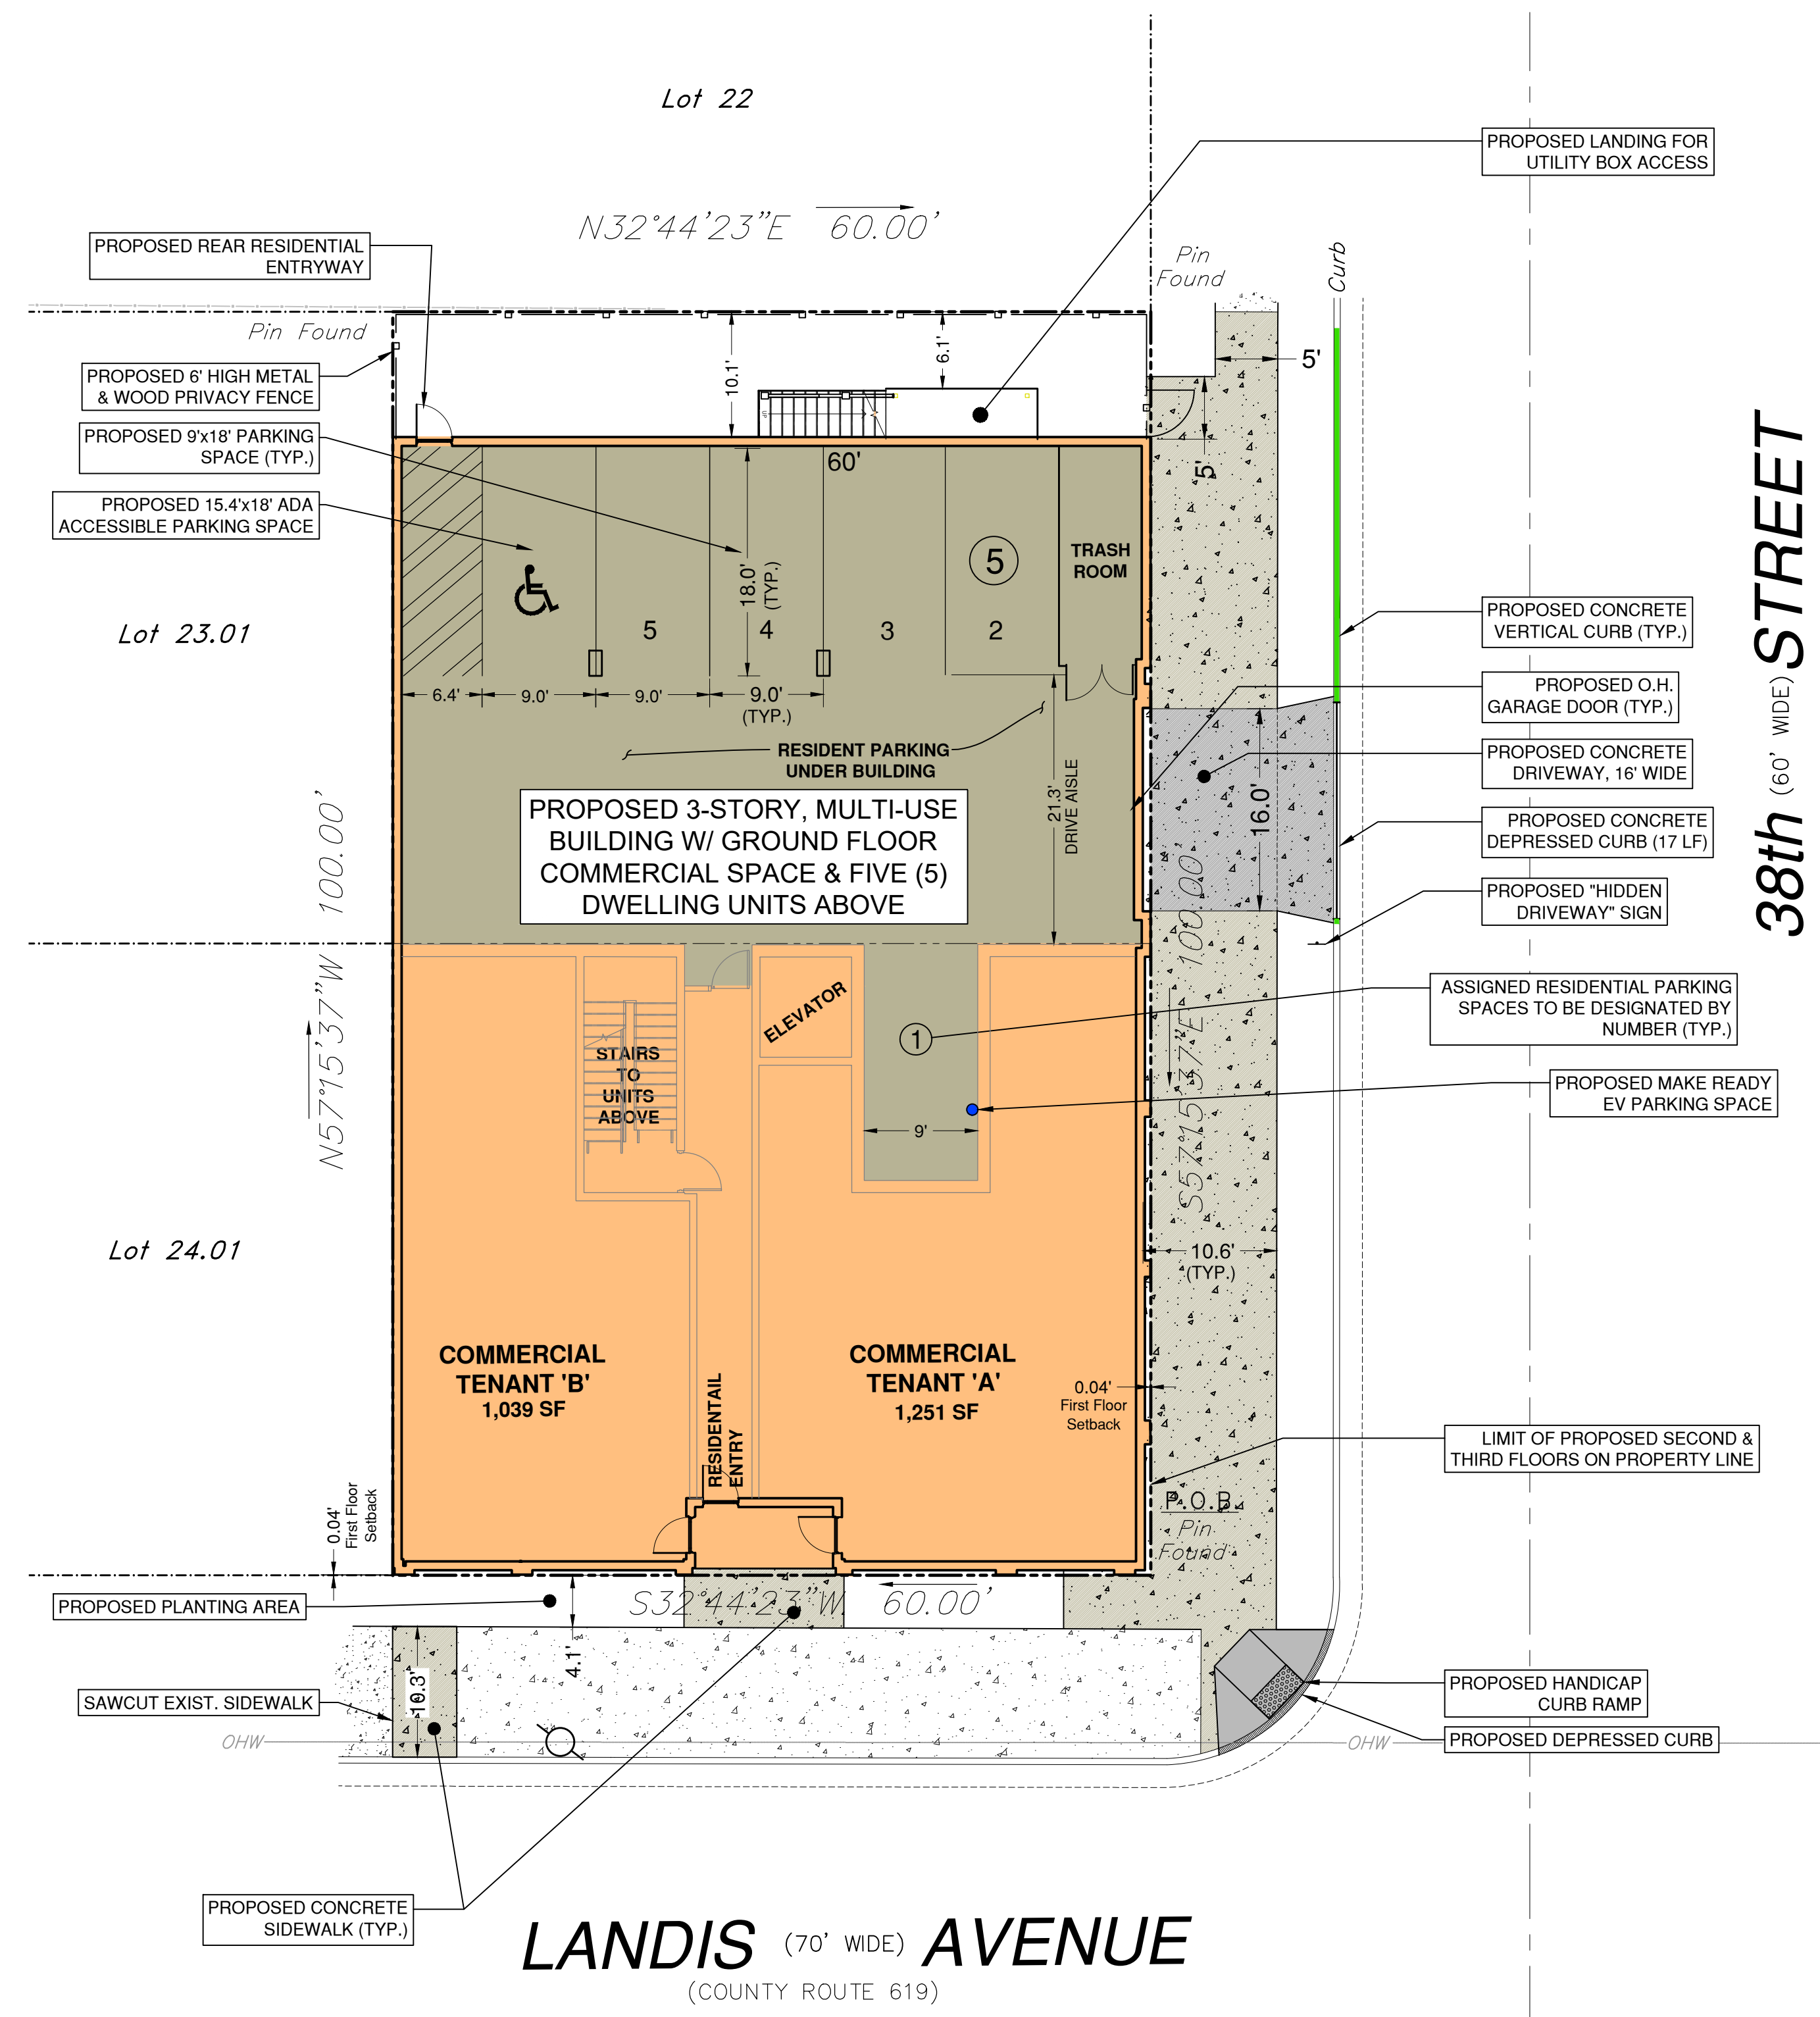 Lot 22
PROPOSED LANDING FOR
UTILITY BOX ACCESS
N32°44'23"E 60.00'
PROPOSED REAR RESIDENTIAL
ENTRYWAY
Pin
Found
Curb
Pin Found
PROPOSED 6' HIGH METAL
& WOOD PRIVACY FENCE
10.1'
6.1'
5'
PROPOSED 9'x18' PARKING
SPACE (TYP.)
UP
60'
5'
PROPOSED 15.4'x18' ADA
ACCESSIBLE PARKING SPACE
38th (60' WIDE) STREET
5
TRASH
ROOM
18.0'
(TYP.)
Lot 23.01
5
4
3
2
PROPOSED CONCRETE
VERTICAL CURB (TYP.)
6.4'
9.0'
9.0'
9.0'
(TYP.)
PROPOSED O.H.
GARAGE DOOR (TYP.)
RESIDENT PARKING
UNDER BUILDING
PROPOSED CONCRETE
DRIVEWAY, 16' WIDE
21.3'
DRIVE AISLE
16.0'
PROPOSED 3-STORY, MULTI-USE
BUILDING W/ GROUND FLOOR
COMMERCIAL SPACE & FIVE (5)
DWELLING UNITS ABOVE
PROPOSED CONCRETE
DEPRESSED CURB (17 LF)
PROPOSED "HIDDEN
DRIVEWAY" SIGN
N57°15'37"W 100.00'
S57°15'37"E 100.00'
ELEVATOR
ASSIGNED RESIDENTIAL PARKING
SPACES TO BE DESIGNATED BY
NUMBER (TYP.)
1
STAIRS
TO
UNITS
ABOVE
PROPOSED MAKE READY
EV PARKING SPACE
9'
Lot 24.01
10.6'
(TYP.)
COMMERCIAL
TENANT 'B'
1,039 SF
COMMERCIAL
TENANT 'A'
1,251 SF
RESIDENTAIL
ENTRY
0.04'
First Floor
Setback
LIMIT OF PROPOSED SECOND &
THIRD FLOORS ON PROPERTY LINE
P.O.B.
Pin
Found
0.04'
First Floor
Setback
PROPOSED PLANTING AREA
S32°44'23"W 60.00'
4.1'
10.3'
SAWCUT EXIST. SIDEWALK
PROPOSED HANDICAP
CURB RAMP
OHW
OHW
PROPOSED DEPRESSED CURB
PROPOSED CONCRETE
SIDEWALK (TYP.)
LANDIS (70' WIDE) AVENUE
(COUNTY ROUTE 619)